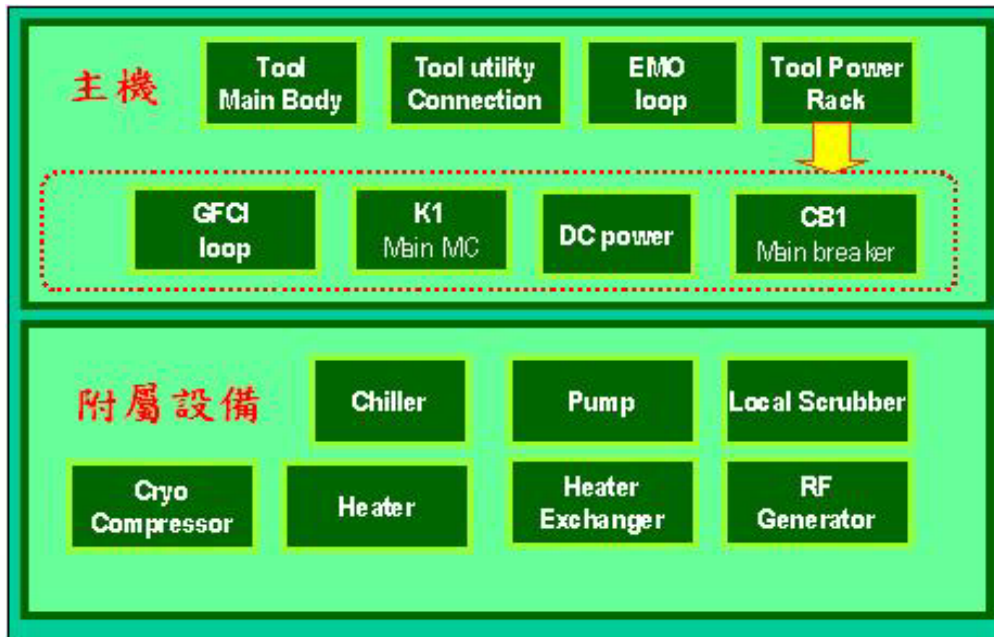 主機
Tool
Main Body
Tool utility
Connection
EMO
loop
Tool Power
Rack
GFCI
loop
K1
Main MC
DC power
CB1
Main breaker
附屬設備
Chiller
Pump
Local Scrubber
Cryo
Compressor
Heater
Heater
Exchanger
RF
Generator